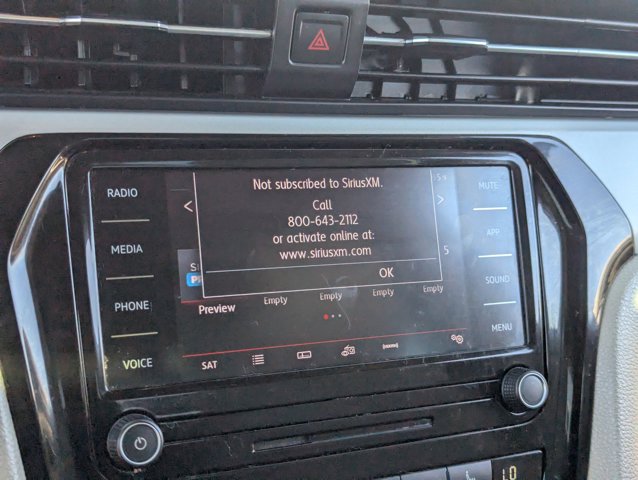 RADIO
MEDIA
PHONE
VOICE
Not subscribed to SiriusXM.
Call
800-643-2112
or activate online at:
www.siriusxm.com
OK
Preview
Empty
Empty
Empty
Empty
SAT
MUTE
APP
SOUND
MENU
LO